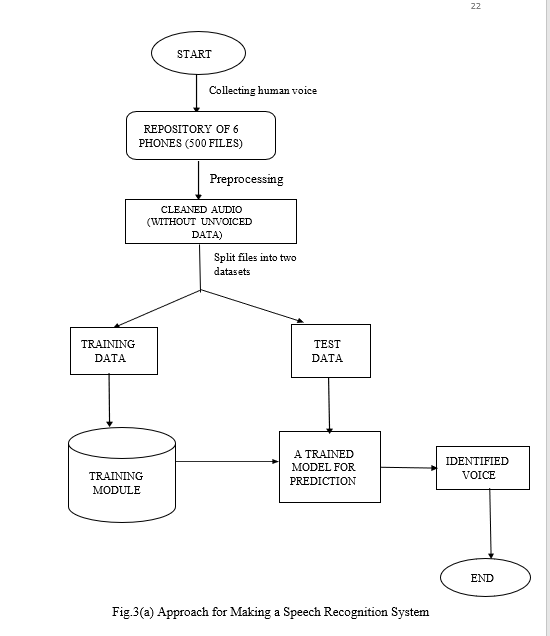 22
START
Collecting human voice
REPOSITORY OF 6
PHONES (500 FILES)
Preprocessing
CLEANED AUDIO
(WITHOUT UNVOICED
DATA)
Split files into two
datasets
TRAINING
DATA
TEST
DATA
TRAINING
MODULE
A TRAINED
MODEL FOR
PREDICTION
IDENTIFIED
VOICE
END
Fig.3(a) Approach for Making a Speech Recognition System